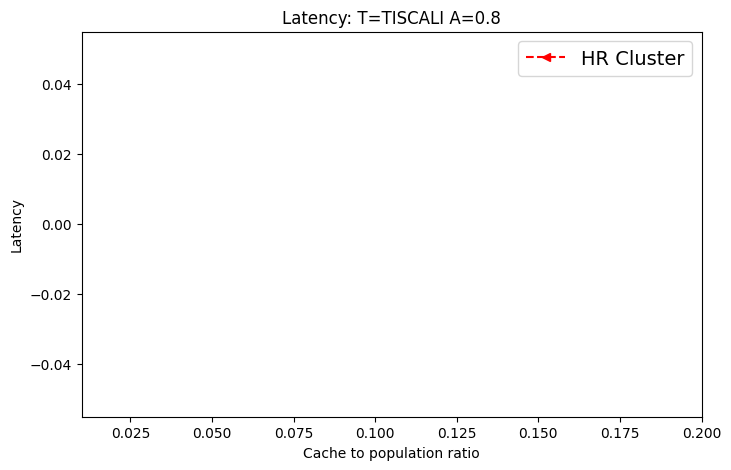 Latency: T=TISCALI A=0.8
HR Cluster
Latency
0.04
0.02
0.00
−0.02
−0.04
0.025 0.050 0.075 0.100 0.125 0.150 0.175 0.200
Cache to population ratio